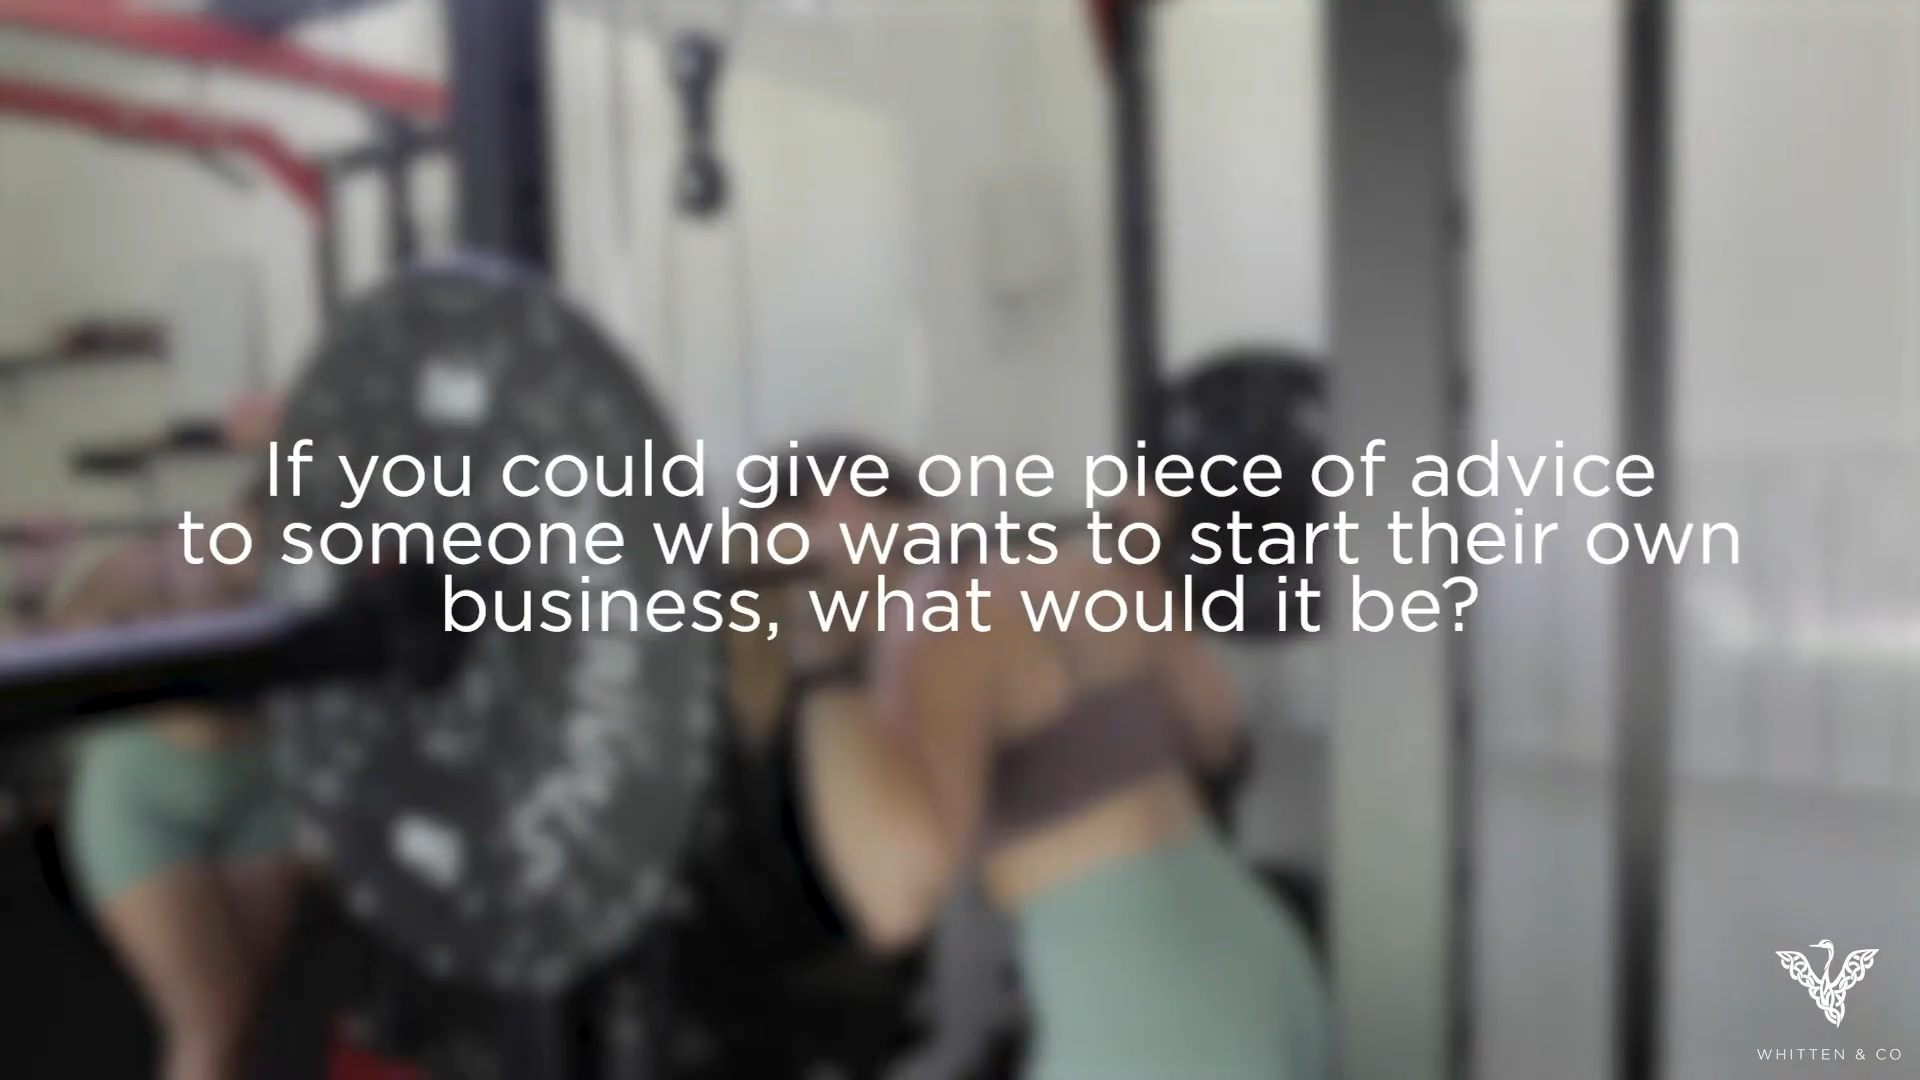 If you could give one piece of advice
to someone who wants to start their own
business, what would it be?
WHITTEN & CO